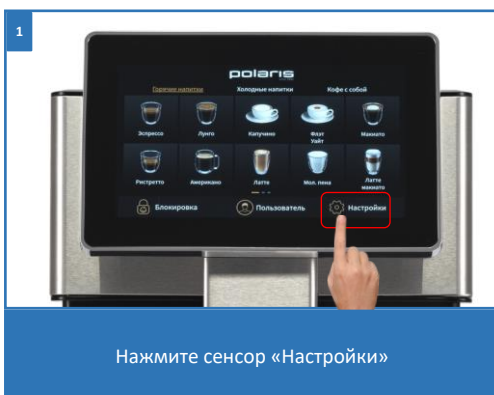 1
polaris
Горячие напитки Холодные напитки Кофе с собой
Эспрессо Лунго Капучино Флэт Уайт Макиато
Ристретто Американо Латте Мол. пена Латте макиато
Блокировка Пользователь Настройки
Нажмите сенсор «Настройки»